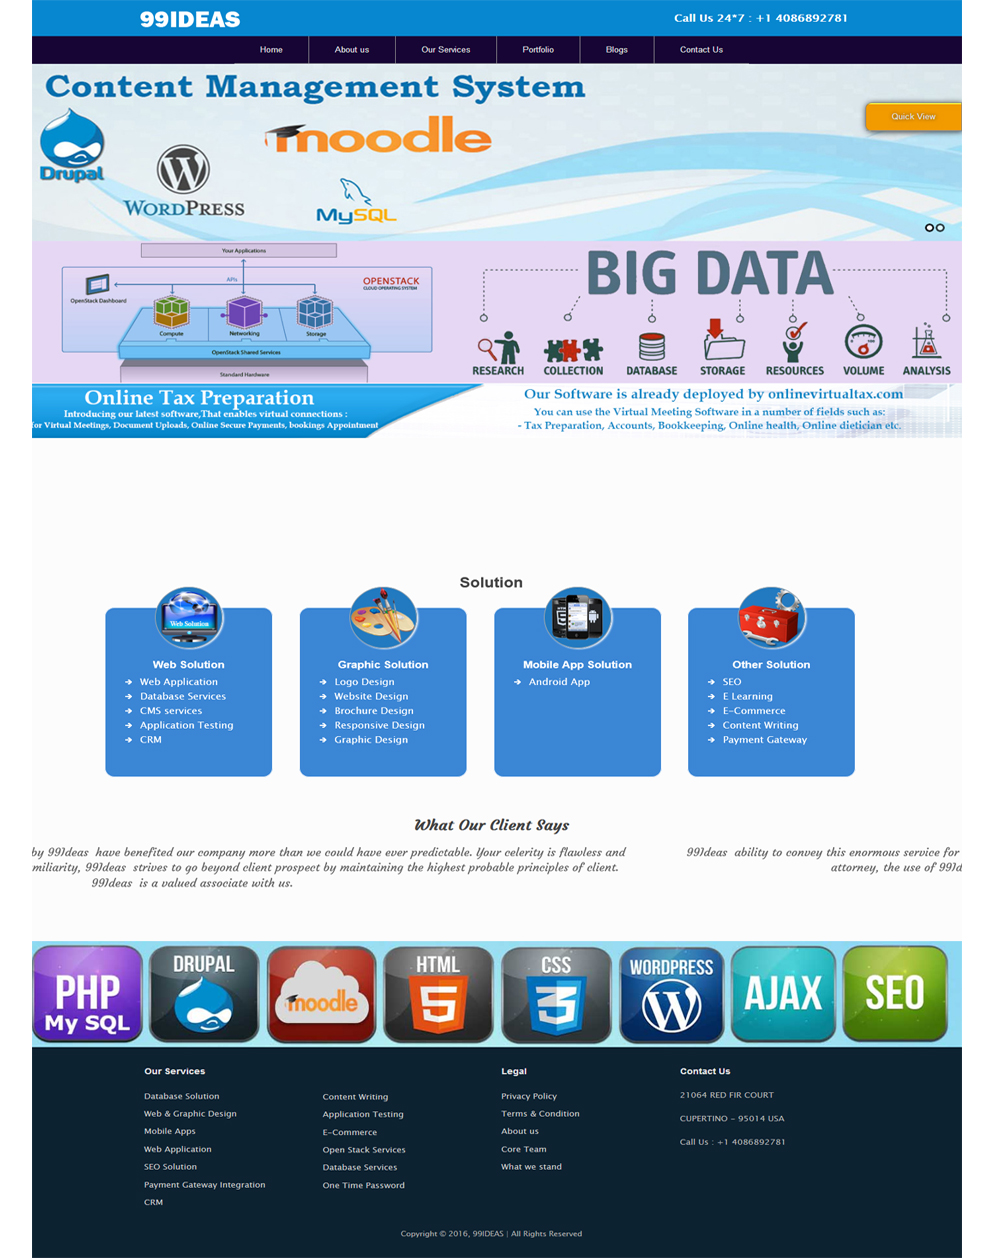 99IDEAS
Call Us 24*7 : +1 4086892781
Home
About us
Our Services
Portfolio
Blogs
Contact Us
Content Management System
Quick View
Drupal
WORDPRESS
moodle
MySQL
Your Applications
APIs
OPENSTACK
CLOUD OPERATING SYSTEM
OpenStack Dashboard
Compute
Networking
Storage
OpenStack Shared Services
Standard Hardware
BIG DATA
RESEARCH
COLLECTION
DATABASE
STORAGE
RESOURCES
VOLUME
ANALYSIS
Online Tax Preparation
Introducing our latest software,That enables virtual connections :
for Virtual Meetings, Document Uploads, Online Secure Payments, bookings Appointment
Our Software is already deployed by onlinevirtualtax.com
You can use the Virtual Meeting Software in a number of fields such as:
- Tax Preparation, Accounts, Bookkeeping, Online health, Online dietician etc.
Solution
Web Solution
Web Solution
Web Application
Database Services
CMS services
Application Testing
CRM
Graphic Solution
Logo Design
Website Design
Brochure Design
Responsive Design
Graphic Design
Mobile App Solution
Android App
Other Solution
SEO
E Learning
E-Commerce
Content Writing
Payment Gateway
What Our Client Says
by 99Ideas have benefited our company more than we could have ever predictable. Your celerity is flawless and
miliarity, 99Ideas strives to go beyond client prospect by maintaining the highest probable principles of client.
99Ideas is a valued associate with us.
99Ideas ability to convey this enormous service for
attorney, the use of 99Id
PHP
My SQL
DRUPAL
moodle
HTML
5
CSS
3
WORDPRESS
AJAX
SEO
Our Services
Database Solution
Web & Graphic Design
Mobile Apps
Web Application
SEO Solution
Payment Gateway Integration
CRM
Content Writing
Application Testing
E-Commerce
Open Stack Services
Database Services
One Time Password
Legal
Privacy Policy
Terms & Condition
About us
Core Team
What we stand
Contact Us
21064 RED FIR COURT
CUPERTINO - 95014 USA
Call Us : +1 4086892781
Copyright © 2016, 99IDEAS | All Rights Reserved